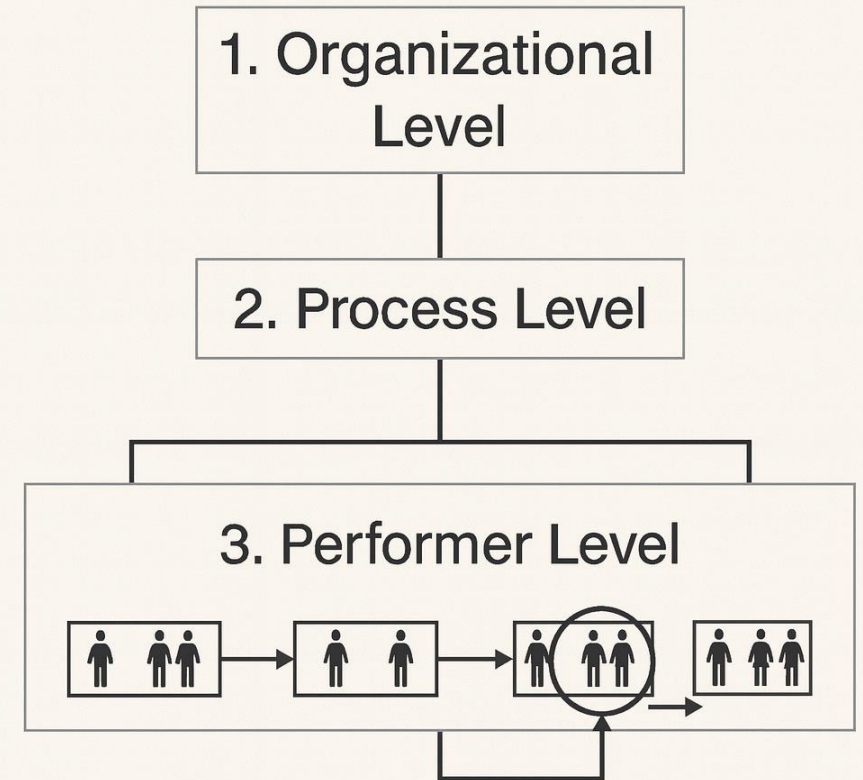 1. Organizational
Level
2. Process Level
3. Performer Level